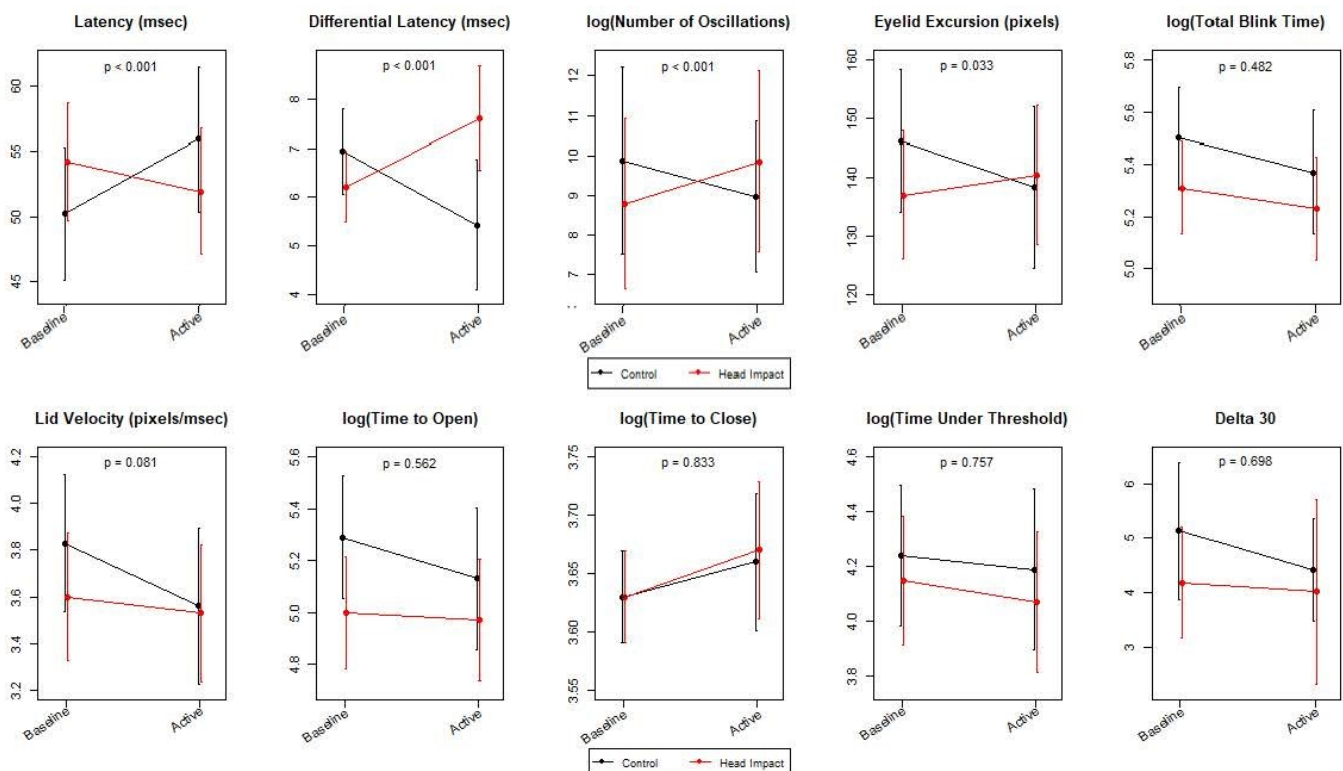 Latency (msec)
p < 0.001
60
55
50
45
Baseline
Active
Differential Latency (msec)
p < 0.001
8
7
6
5
4
Baseline
Active
log(Number of Oscillations)
p < 0.001
12
11
10
9
8
7
Baseline
Active
Eyelid Excursion (pixels)
p = 0.033
160
150
140
130
120
Baseline
Active
log(Total Blink Time)
p = 0.482
5.8
5.6
5.4
5.2
5.0
Baseline
Active
Control
Head Impact
Lid Velocity (pixels/msec)
p = 0.081
4.2
4.0
3.8
3.6
3.4
3.2
Baseline
Active
log(Time to Open)
p = 0.562
5.6
5.4
5.2
5.0
4.8
Baseline
Active
log(Time to Close)
p = 0.833
3.75
3.70
3.65
3.60
3.55
Baseline
Active
log(Time Under Threshold)
p = 0.757
4.6
4.4
4.2
4.0
3.8
Baseline
Active
Delta 30
p = 0.698
6
5
4
3
Baseline
Active
Control
Head Impact